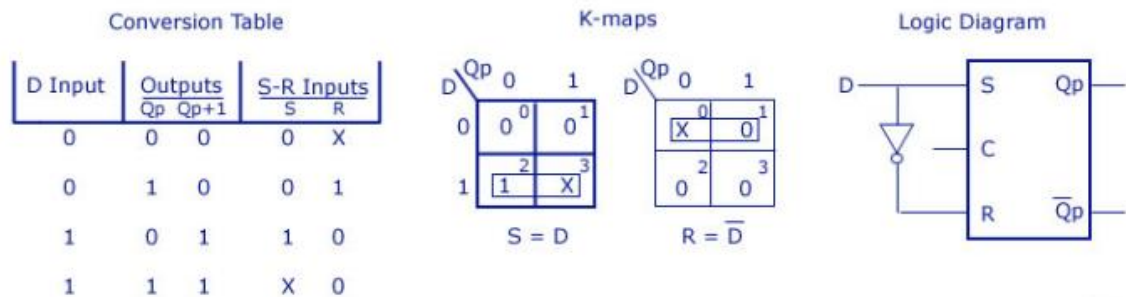 Conversion Table
D Input Outputs S-R Inputs
Qp Qp+1 S R
0 0 0 0 X
0 1 0 0 1
1 0 1 1 0
1 1 1 X 0
K-maps
Qp 0 1
D
0 0 0 0 1
1 1 2 X 3
S = D
Qp 0 1
D
X 0 0 1
0 2 0 3
R = D̅
Logic Diagram
D S Qp
C
R Q̅p